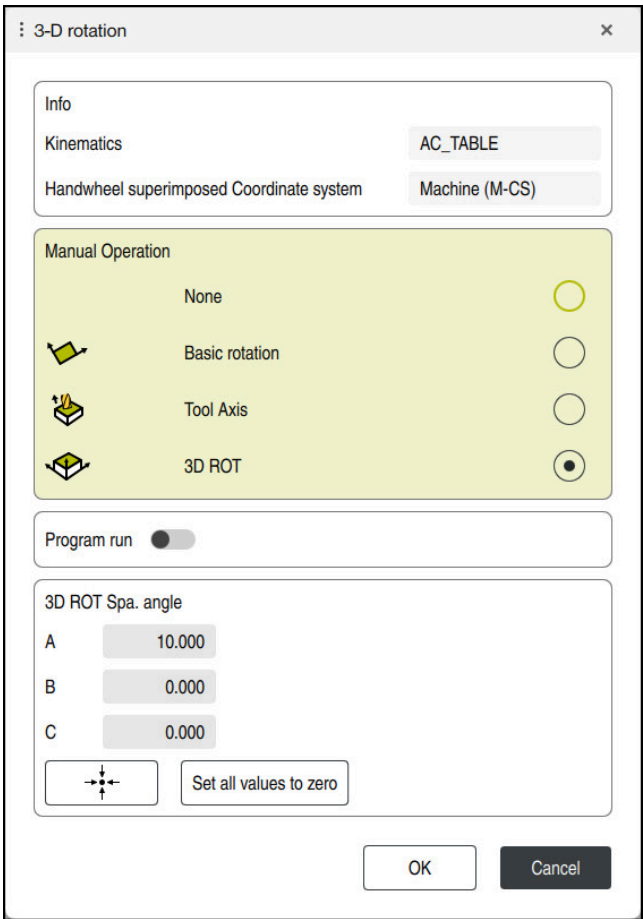 3-D rotation
Info
Kinematics AC_TABLE
Handwheel superimposed Coordinate system Machine (M-CS)
Manual Operation
None
Basic rotation
Tool Axis
3D ROT
Program run
3D ROT Spa. angle
A 10.000
B 0.000
C 0.000
Set all values to zero
OK Cancel